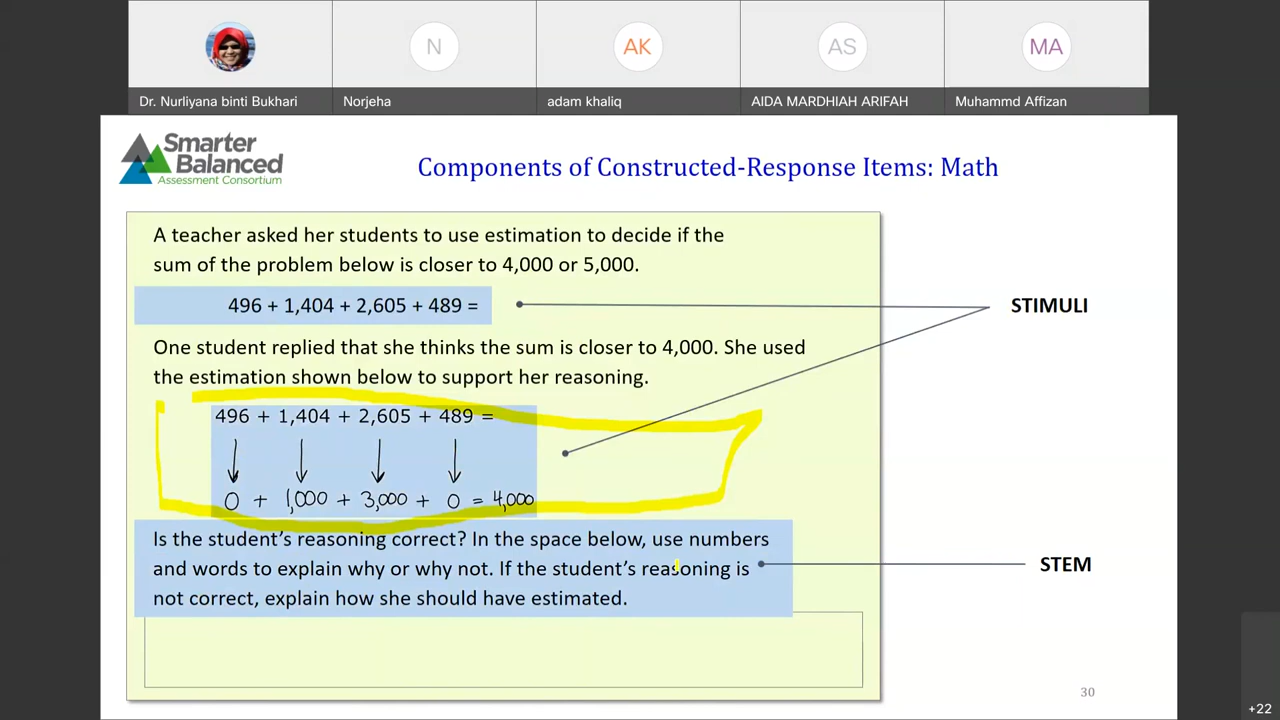 N
AK
AS
MA
Dr. Nurliyana binti Bukhari
Norjeha
adam khaliq
AIDA MARDHIAH ARIFAH
Muhammd Affizan
Smarter
Balanced
Assessment Consortium
Components of Constructed-Response Items: Math
A teacher asked her students to use estimation to decide if the
sum of the problem below is closer to 4,000 or 5,000.
496 + 1,404 + 2,605 + 489 =
STIMULI
One student replied that she thinks the sum is closer to 4,000. She used
the estimation shown below to support her reasoning.
496 + 1,404 + 2,605 + 489 =
0 + 1,000 + 3,000 + 0 = 4,000
Is the student's reasoning correct? In the space below, use numbers
and words to explain why or why not. If the student's reasoning is
not correct, explain how she should have estimated.
STEM
30
+22